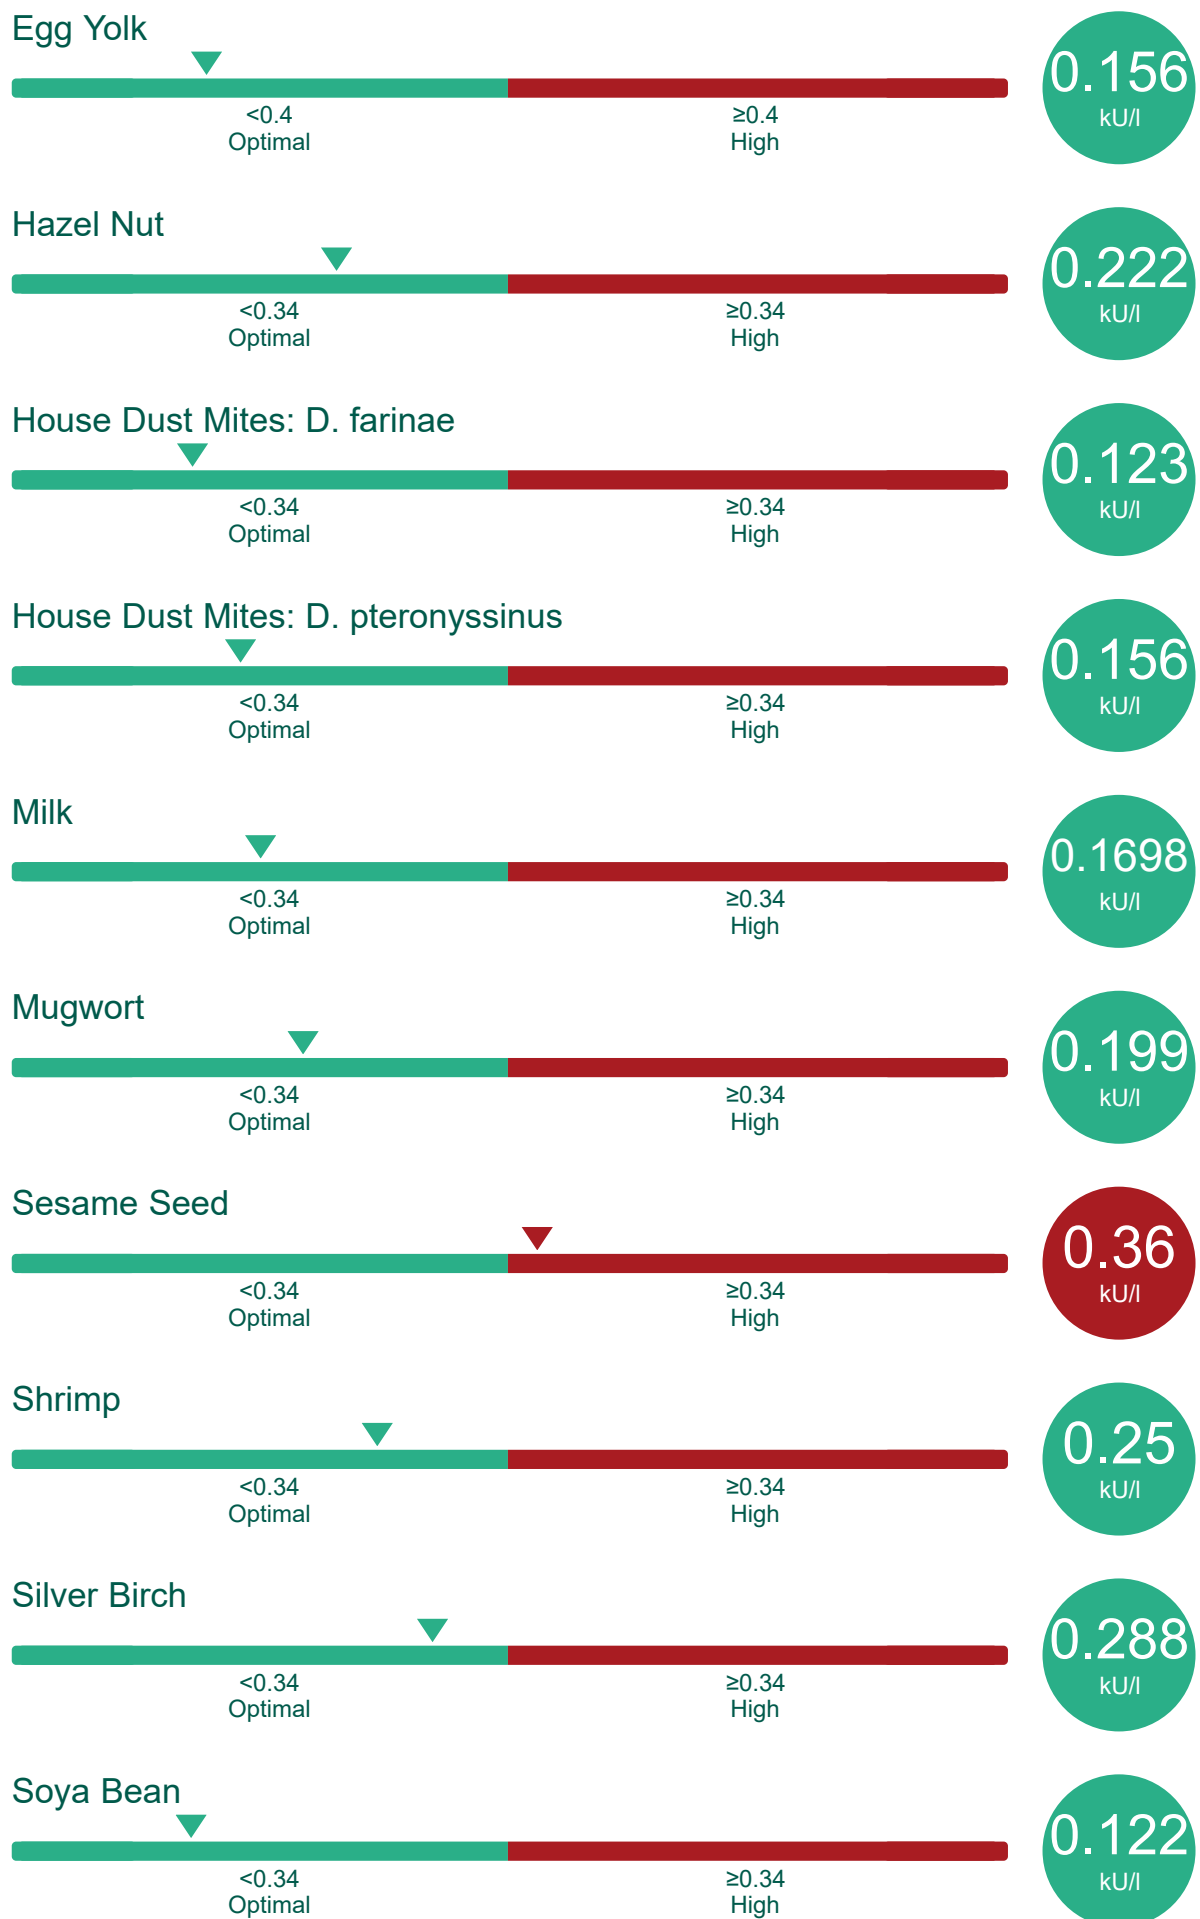 Egg Yolk
0.156
kU/l
<0.4 ≥0.4
Optimal High
Hazel Nut
0.222
kU/l
<0.34 ≥0.34
Optimal High
House Dust Mites: D. farinae
0.123
kU/l
<0.34 ≥0.34
Optimal High
House Dust Mites: D. pteronyssinus
0.156
kU/l
<0.34 ≥0.34
Optimal High
Milk
0.1698
kU/l
<0.34 ≥0.34
Optimal High
Mugwort
0.199
kU/l
<0.34 ≥0.34
Optimal High
Sesame Seed
0.36
kU/l
<0.34 ≥0.34
Optimal High
Shrimp
0.25
kU/l
<0.34 ≥0.34
Optimal High
Silver Birch
0.288
kU/l
<0.34 ≥0.34
Optimal High
Soya Bean
0.122
kU/l
<0.34 ≥0.34
Optimal High